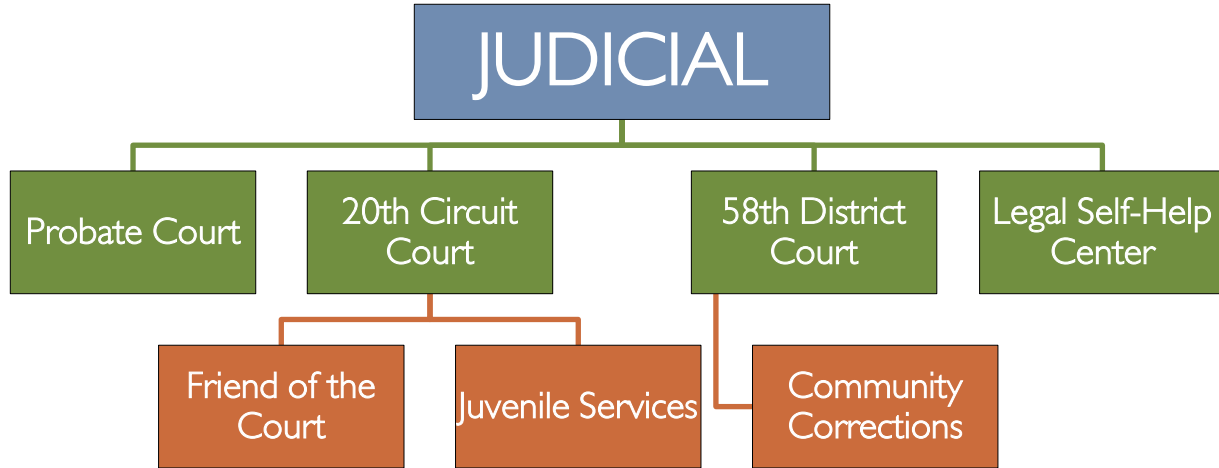 JUDICIAL
Probate Court
20th Circuit
Court
58th District
Court
Legal Self-Help
Center
Friend of the
Court
Juvenile Services
Community
Corrections